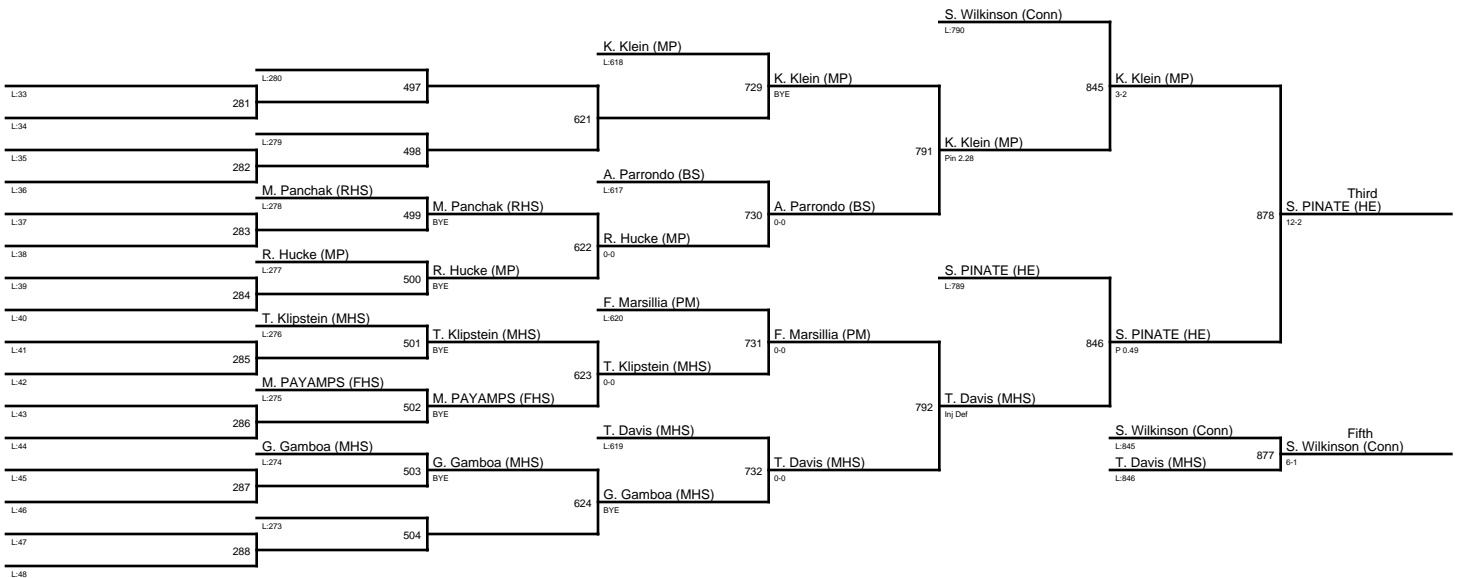 S. Wilkinson (Conn)
L:790
K. Klein (MP)
L:618
L:280
497
729
K. Klein (MP)
BYE
845
K. Klein (MP)
3-2
L:33
281
L:34
621
L:279
498
791
K. Klein (MP)
Pin 2.28
L:35
282
L:36
M. Panchak (RHS)
L:278
A. Parrondo (BS)
L:617
499
M. Panchak (RHS)
BYE
730
A. Parrondo (BS)
0-0
878
Third
S. PINATE (HE)
12-2
L:37
283
L:38
622
R. Hucke (MP)
0-0
R. Hucke (MP)
L:277
500
R. Hucke (MP)
BYE
S. PINATE (HE)
L:789
L:39
284
L:40
F. Marsillia (PM)
L:620
T. Klipstein (MHS)
L:276
501
T. Klipstein (MHS)
BYE
731
F. Marsillia (PM)
0-0
846
S. PINATE (HE)
P 0.49
L:41
285
L:42
623
T. Klipstein (MHS)
0-0
M. PAYAMPS (FHS)
L:275
502
M. PAYAMPS (FHS)
BYE
792
T. Davis (MHS)
Inj Def
L:43
286
L:44
T. Davis (MHS)
L:619
S. Wilkinson (Conn)
L:845
877
Fifth
S. Wilkinson (Conn)
6-1
G. Gamboa (MHS)
L:274
503
G. Gamboa (MHS)
BYE
732
T. Davis (MHS)
0-0
T. Davis (MHS)
L:846
L:45
287
L:46
624
G. Gamboa (MHS)
BYE
L:273
504
L:47
288
L:48